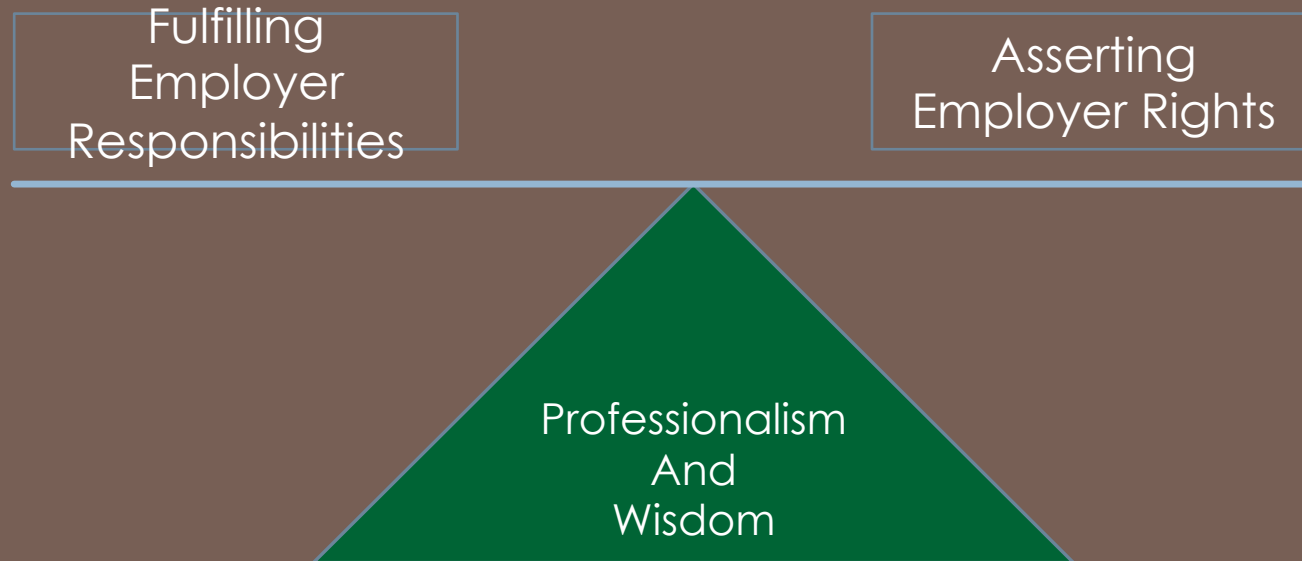 Fulfilling
Employer
Responsibilities
Asserting
Employer Rights
Professionalism
And
Wisdom